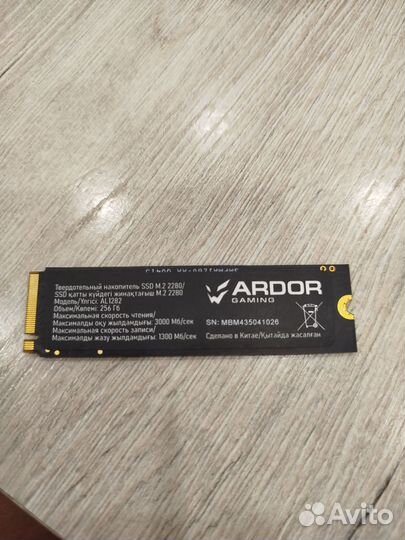 Твердотельный накопитель SSD M.2 2280/
SSD қатты күйдегі жинақтағыш M.2 2280
Модель/Үлгісі: AL1282
Объем/Көлемі: 256 Гб
Максимальная скорость чтения/
Максималды оқу жылдамдығы: 3000 Мб/сек
Максимальная скорость записи/
Максималды жазу жылдамдығы: 1300 Мб/сек
ARDOR
GAMING
SN: MBM435041026
Сделано в Китае/Қытайда жасалған
Avito